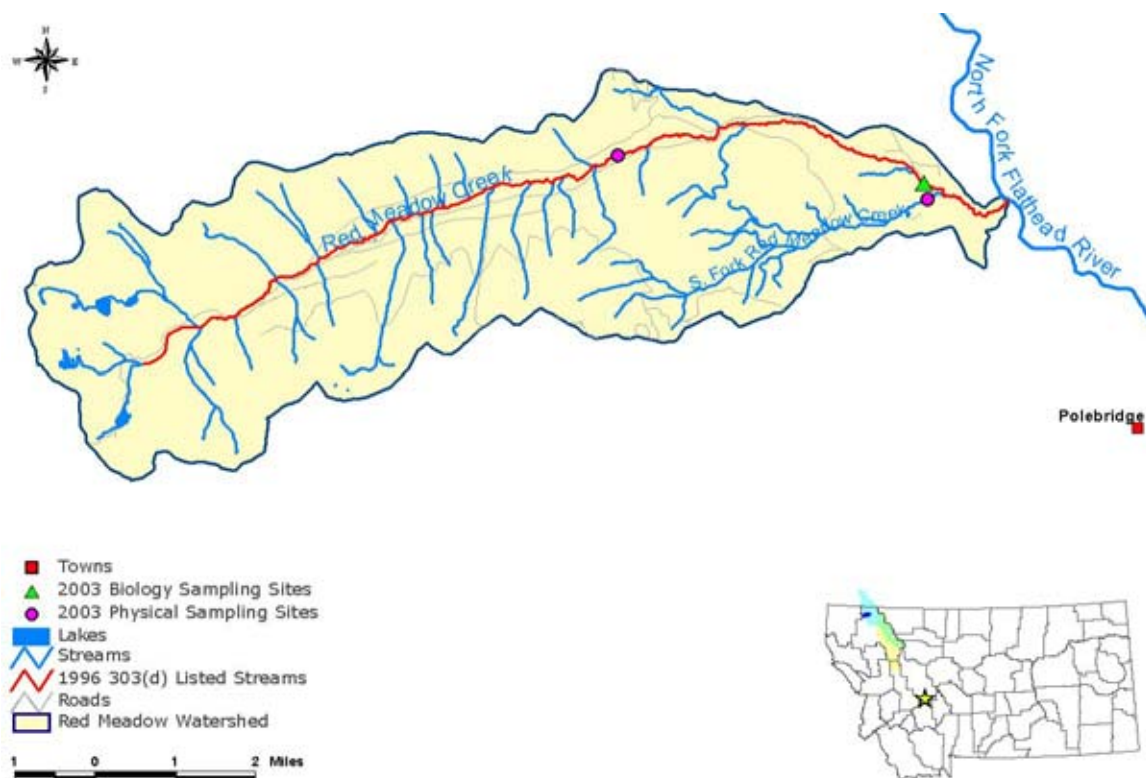 N
W E
S
North Fork Flathead River
Red Meadow Creek
S. Fork Red Meadow Creek
Polebridge
Towns
2003 Biology Sampling Sites
2003 Physical Sampling Sites
Lakes
Streams
1996 303(d) Listed Streams
Roads
Red Meadow Watershed
1 0 1 2 Miles